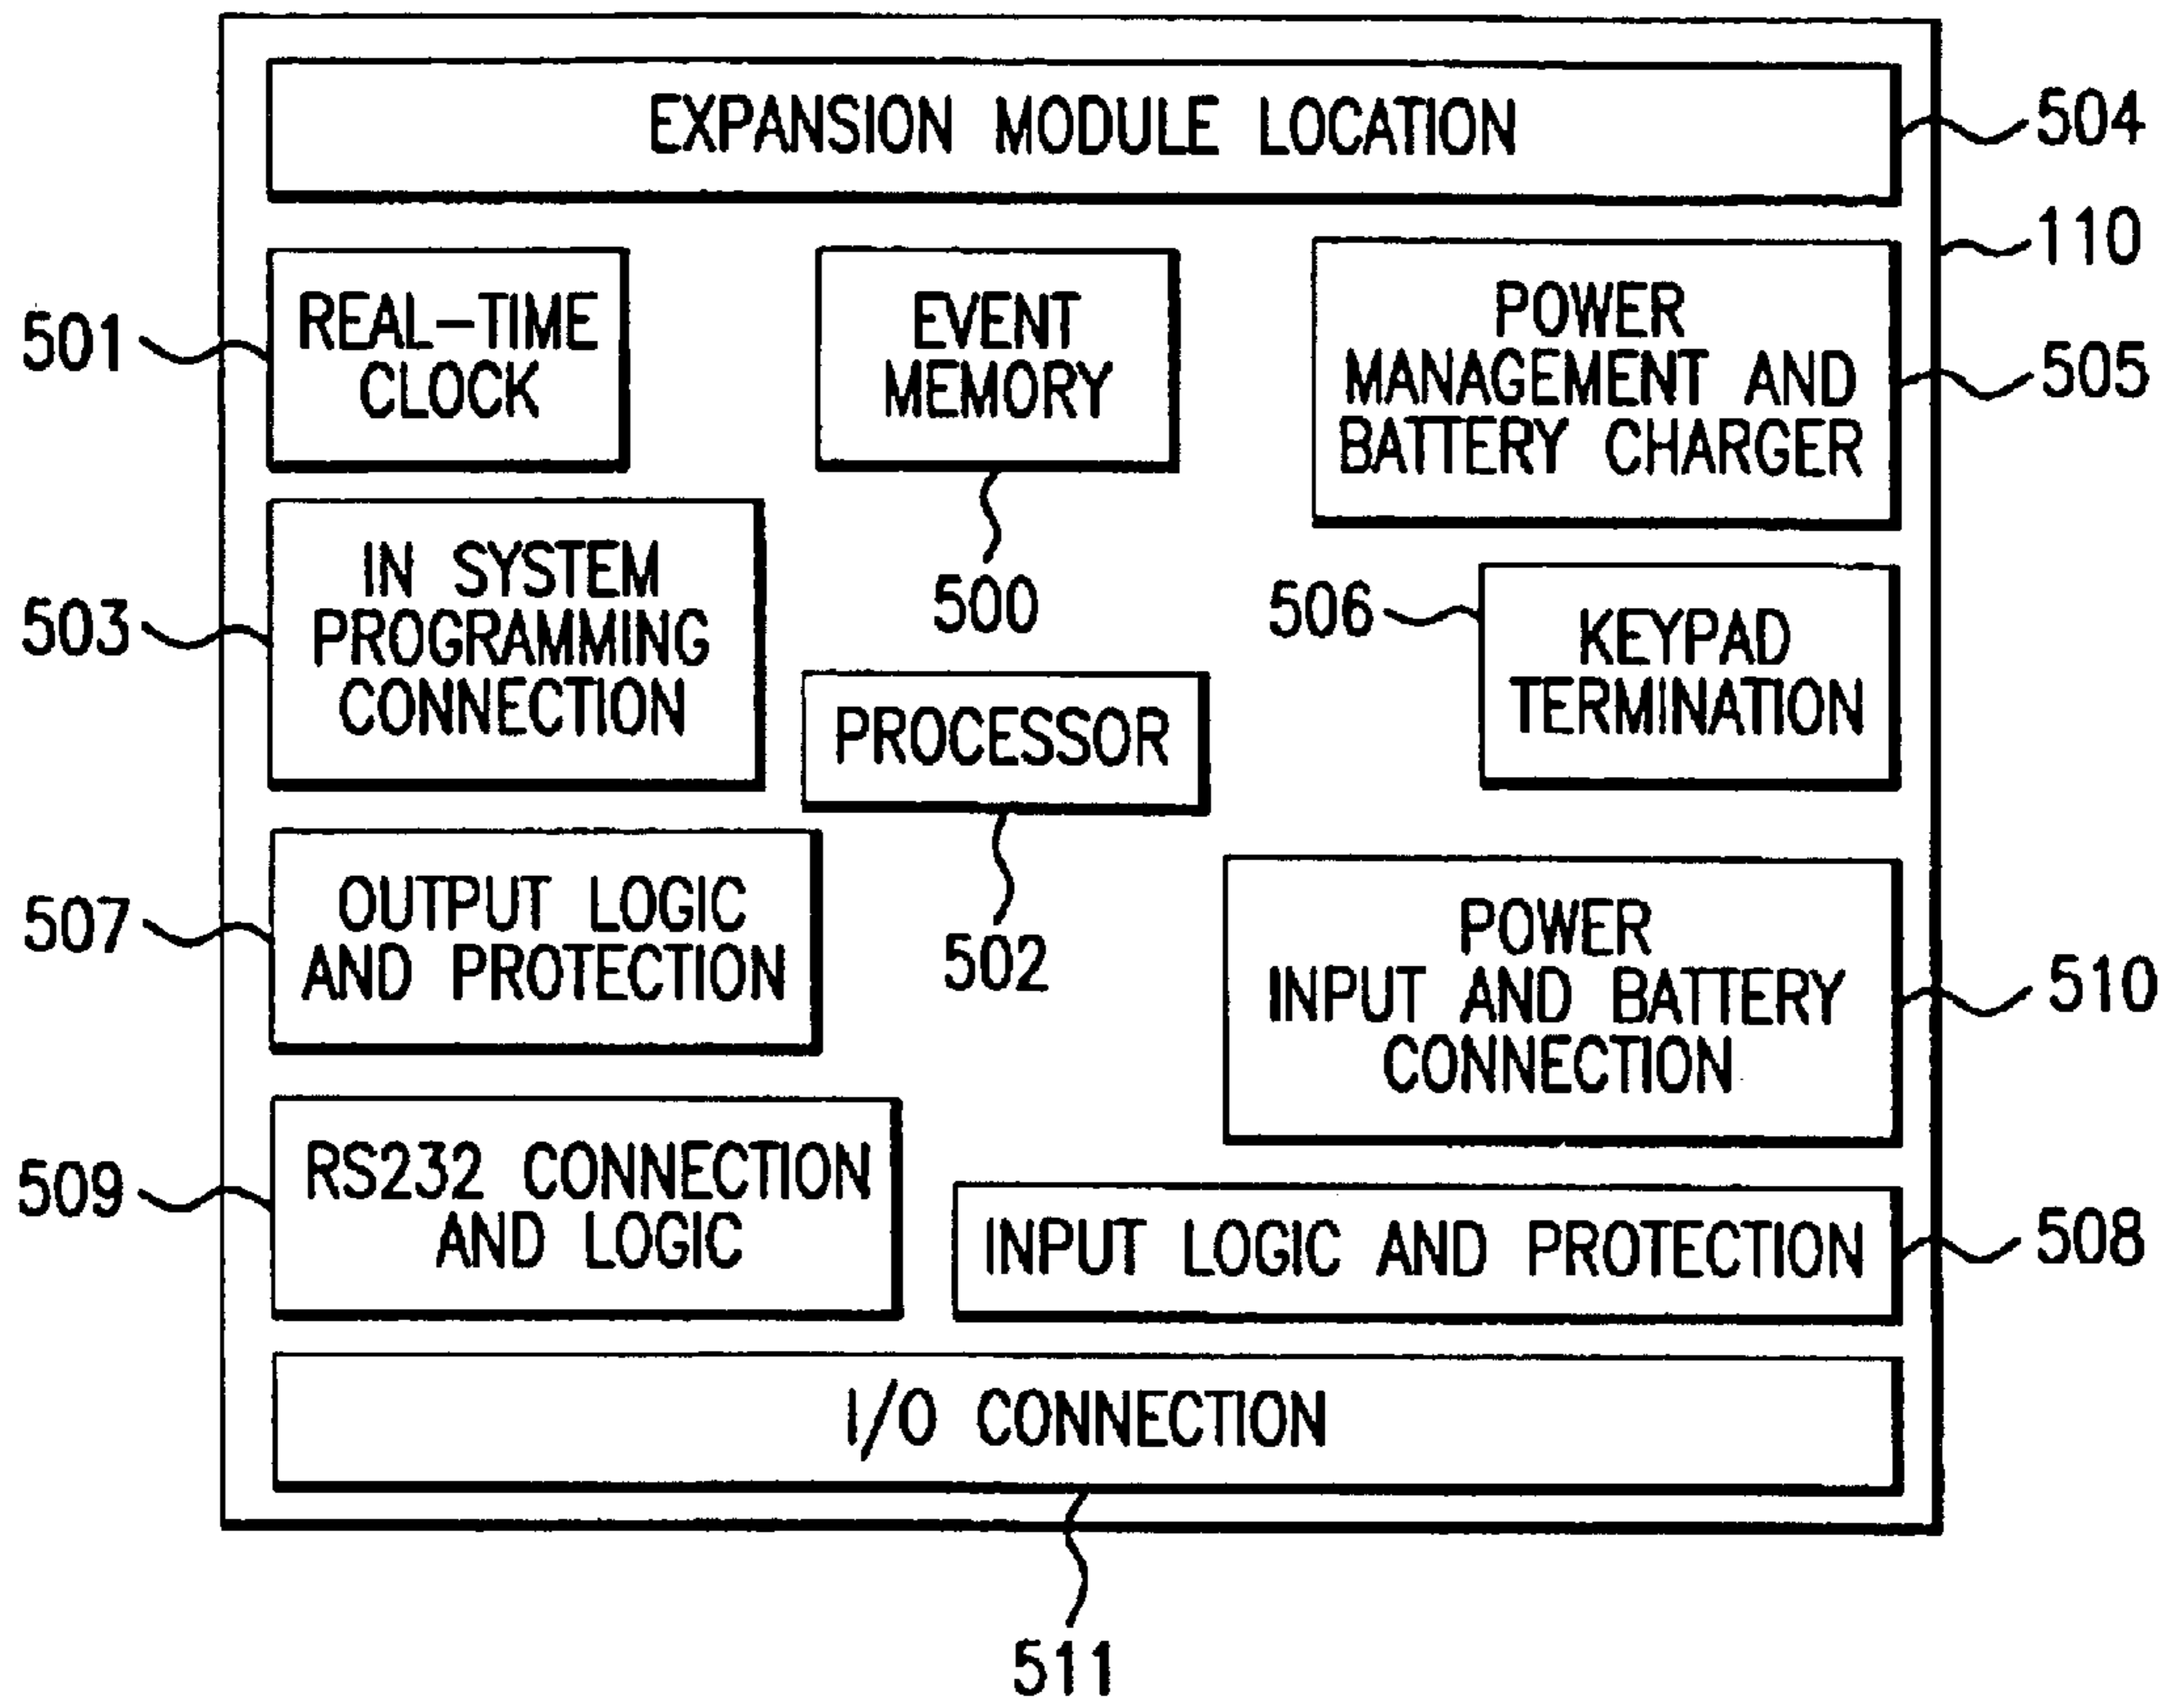 EXPANSION MODULE LOCATION
504
110
501
REAL-TIME
CLOCK
EVENT
MEMORY
500
POWER
MANAGEMENT AND
BATTERY CHARGER
505
503
IN SYSTEM
PROGRAMMING
CONNECTION
506
KEYPAD
TERMINATION
PROCESSOR
502
507
OUTPUT LOGIC
AND PROTECTION
POWER
INPUT AND BATTERY
CONNECTION
510
509
RS232 CONNECTION
AND LOGIC
INPUT LOGIC AND PROTECTION
508
I/O CONNECTION
511